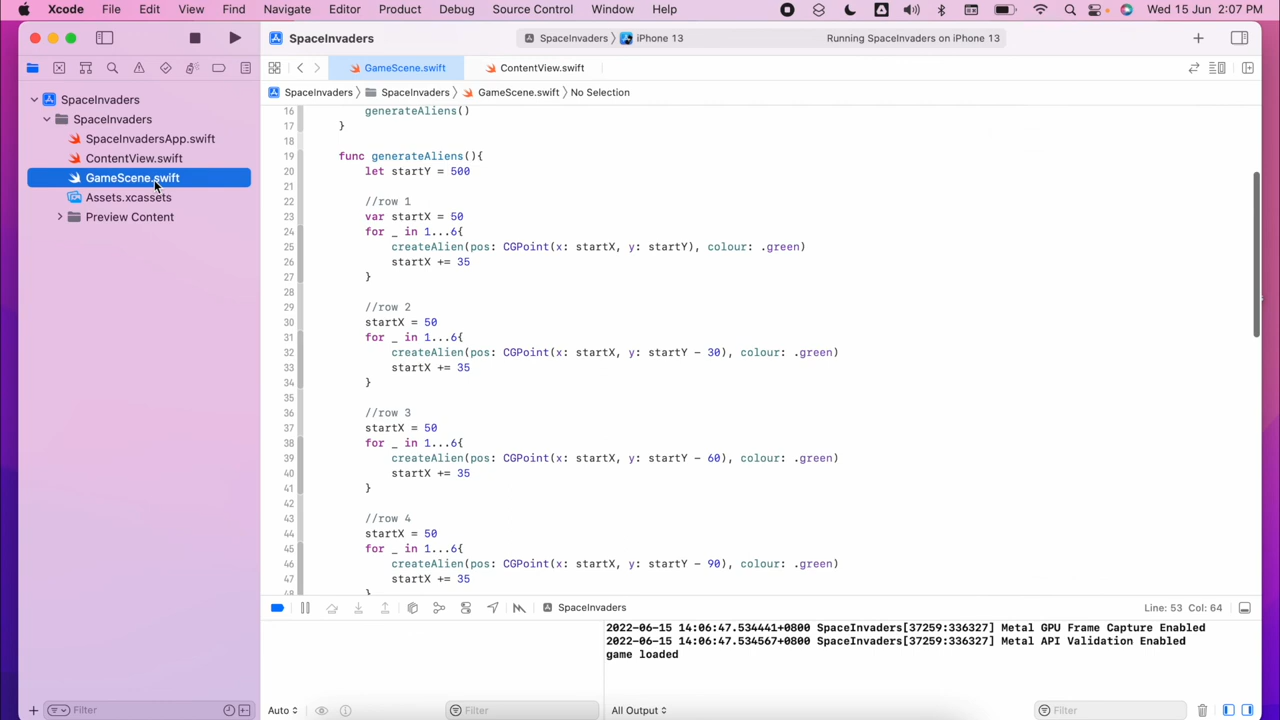 Xcode File Edit View Find Navigate Editor Product Debug Source Control Window Help Wed 15 Jun 2:07 PM
SpaceInvaders SpaceInvaders iPhone 13 Running SpaceInvaders on iPhone 13
GameScene.swift ContentView.swift
SpaceInvaders SpaceInvaders GameScene.swift No Selection
SpaceInvaders
SpaceInvaders
SpaceInvadersApp.swift
ContentView.swift
GameScene.swift
Assets.xcassets
Preview Content
16 generateAliens()
17 }
18
19 func generateAliens(){
20 let startY = 500
21
22 //row 1
23 var startX = 50
24 for _ in 1...6{
25 createAlien(pos: CGPoint(x: startX, y: startY), colour: .green)
26 startX += 35
27 }
28
29 //row 2
30 startX = 50
31 for _ in 1...6{
32 createAlien(pos: CGPoint(x: startX, y: startY - 30), colour: .green)
33 startX += 35
34 }
35
36 //row 3
37 startX = 50
38 for _ in 1...6{
39 createAlien(pos: CGPoint(x: startX, y: startY - 60), colour: .green)
40 startX += 35
41 }
42
43 //row 4
44 startX = 50
45 for _ in 1...6{
46 createAlien(pos: CGPoint(x: startX, y: startY - 90), colour: .green)
47 startX += 35
48 }
SpaceInvaders Line: 53 Col: 64
2022-06-15 14:06:47.534441+0800 SpaceInvaders[37259:336327] Metal GPU Frame Capture Enabled
2022-06-15 14:06:47.534567+0800 SpaceInvaders[37259:336327] Metal API Validation Enabled
game loaded
Filter Auto Filter All Output Filter